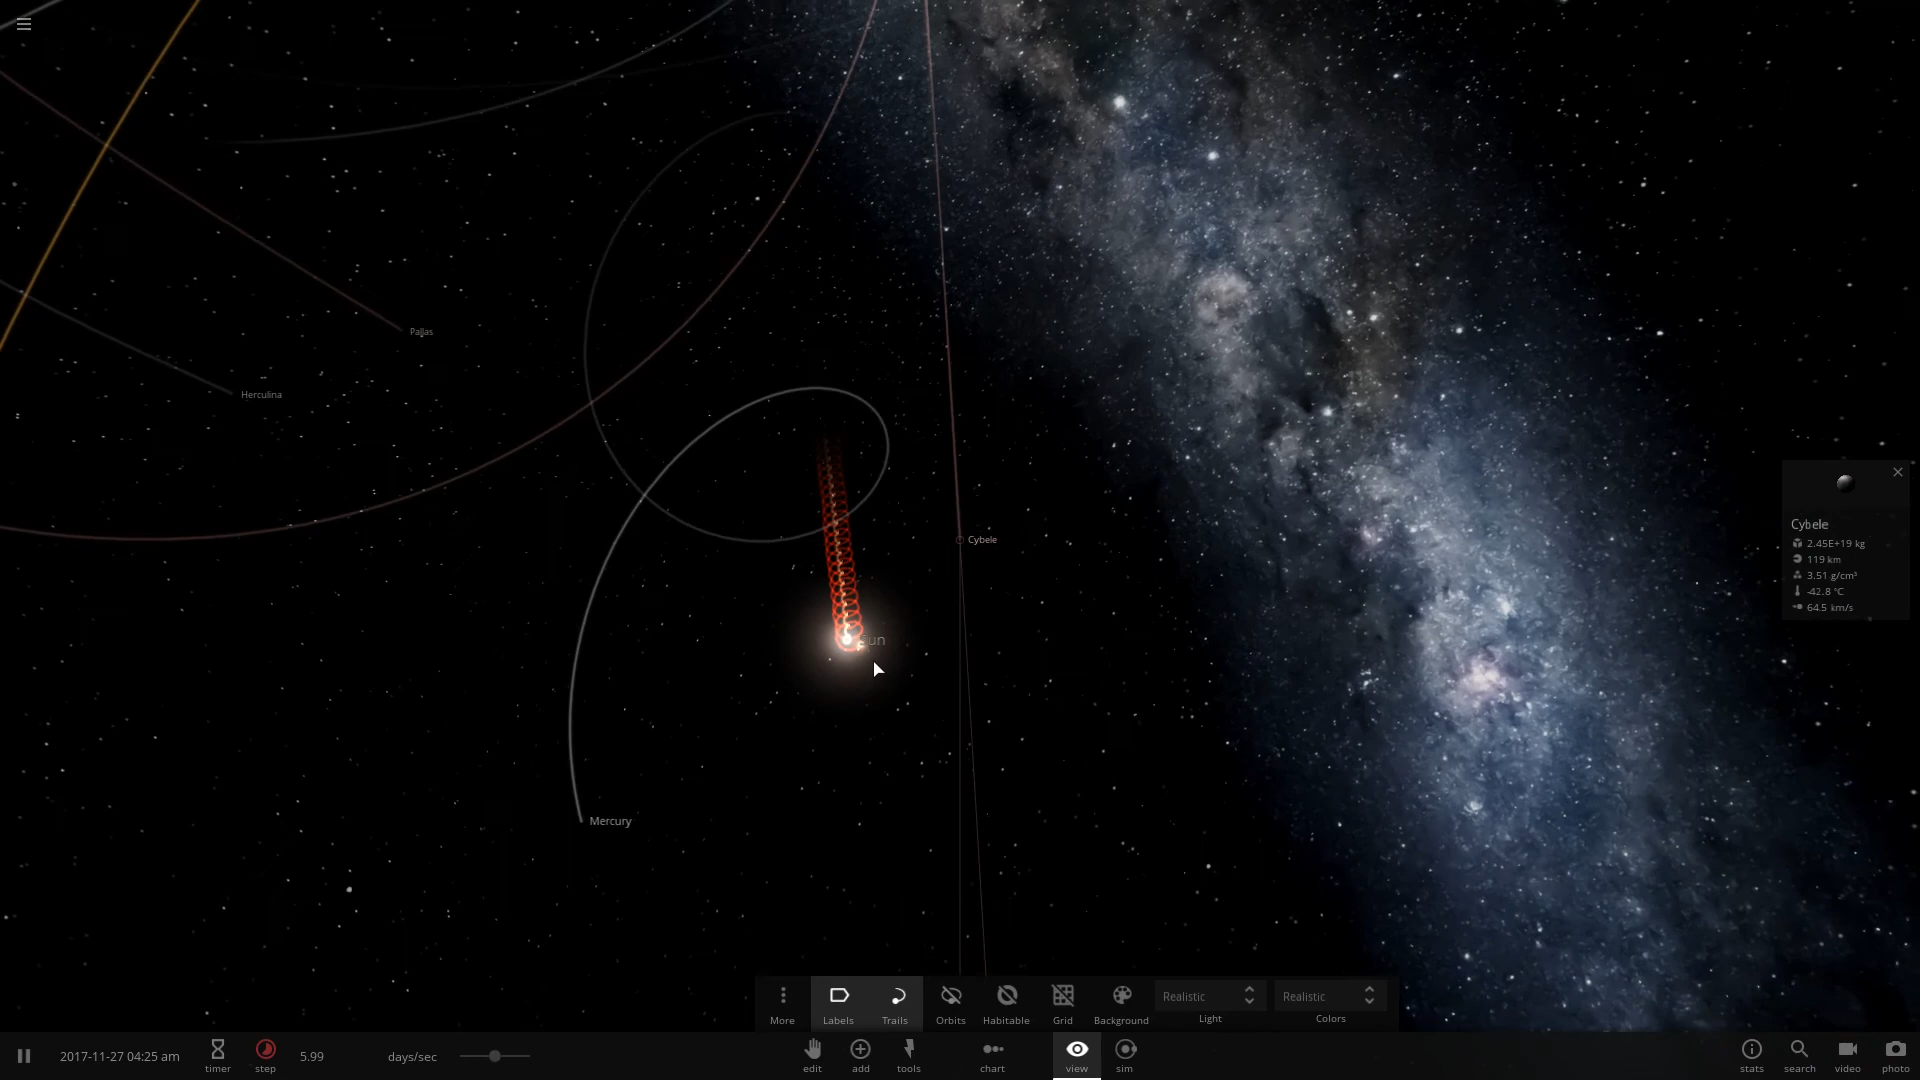 Pallas
Herculina
Cybele
Sun
Mercury
Cybele
2.45E+19 kg
119 km
3.51 g/cm³
-42.8 °C
64.5 km/s
More
Labels
Trails
Orbits
Habitable
Grid
Background
Realistic
Light
Realistic
Colors
2017-11-27 04:25 am
timer
step
5.99
days/sec
edit
add
tools
chart
view
sim
stats
search
video
photo